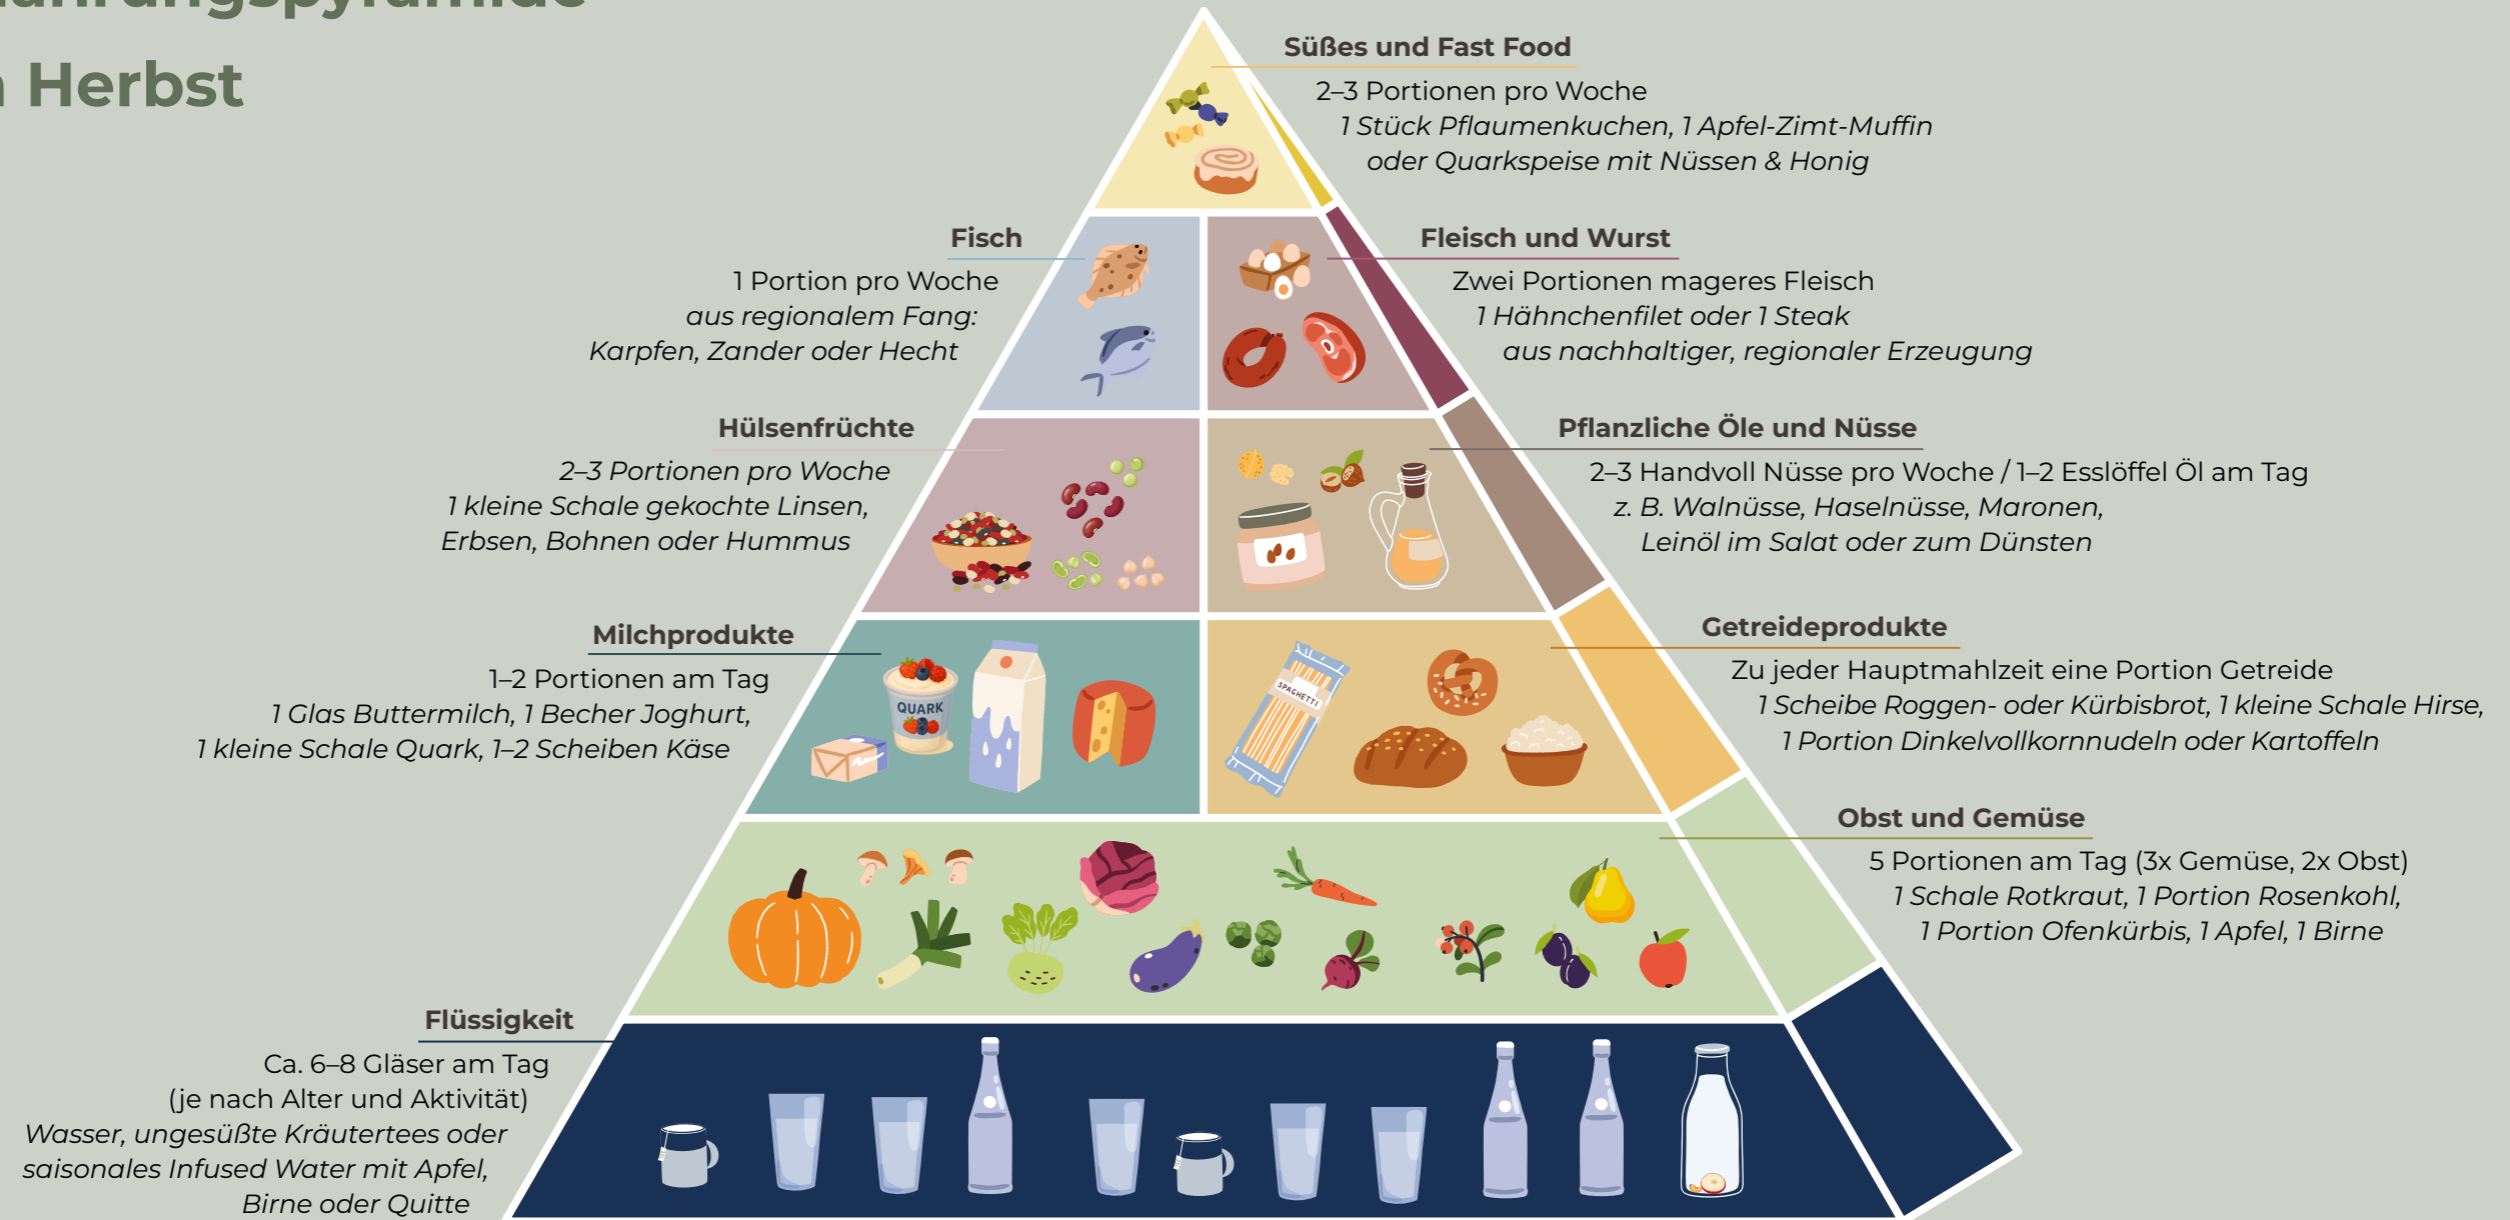 Herbst
Süßes und Fast Food
2–3 Portionen pro Woche
1 Stück Pflaumenkuchen, 1 Apfel-Zimt-Muffin
oder Quarkspeise mit Nüssen & Honig
Fisch
1 Portion pro Woche
aus regionalem Fang:
Karpfen, Zander oder Hecht
Fleisch und Wurst
Zwei Portionen mageres Fleisch
1 Hähnchenfilet oder 1 Steak
aus nachhaltiger, regionaler Erzeugung
Hülsenfrüchte
2–3 Portionen pro Woche
1 kleine Schale gekochte Linsen,
Erbsen, Bohnen oder Hummus
Pflanzliche Öle und Nüsse
2–3 Handvoll Nüsse pro Woche / 1–2 Esslöffel Öl am Tag
z. B. Walnüsse, Haselnüsse, Maronen,
Leinöl im Salat oder zum Dünsten
Milchprodukte
1–2 Portionen am Tag
1 Glas Buttermilch, 1 Becher Joghurt,
1 kleine Schale Quark, 1–2 Scheiben Käse
QUARK
SPAGHETTI
Getreideprodukte
Zu jeder Hauptmahlzeit eine Portion Getreide
1 Scheibe Roggen- oder Kürbisbrot, 1 kleine Schale Hirse,
1 Portion Dinkelvollkornnudeln oder Kartoffeln
Obst und Gemüse
5 Portionen am Tag (3x Gemüse, 2x Obst)
1 Schale Rotkraut, 1 Portion Rosenkohl,
1 Portion Ofenkürbis, 1 Apfel, 1 Birne
Flüssigkeit
Ca. 6–8 Gläser am Tag
(je nach Alter und Aktivität)
Wasser, ungesüßte Kräutertees oder
saisonales Infused Water mit Apfel,
Birne oder Quitte